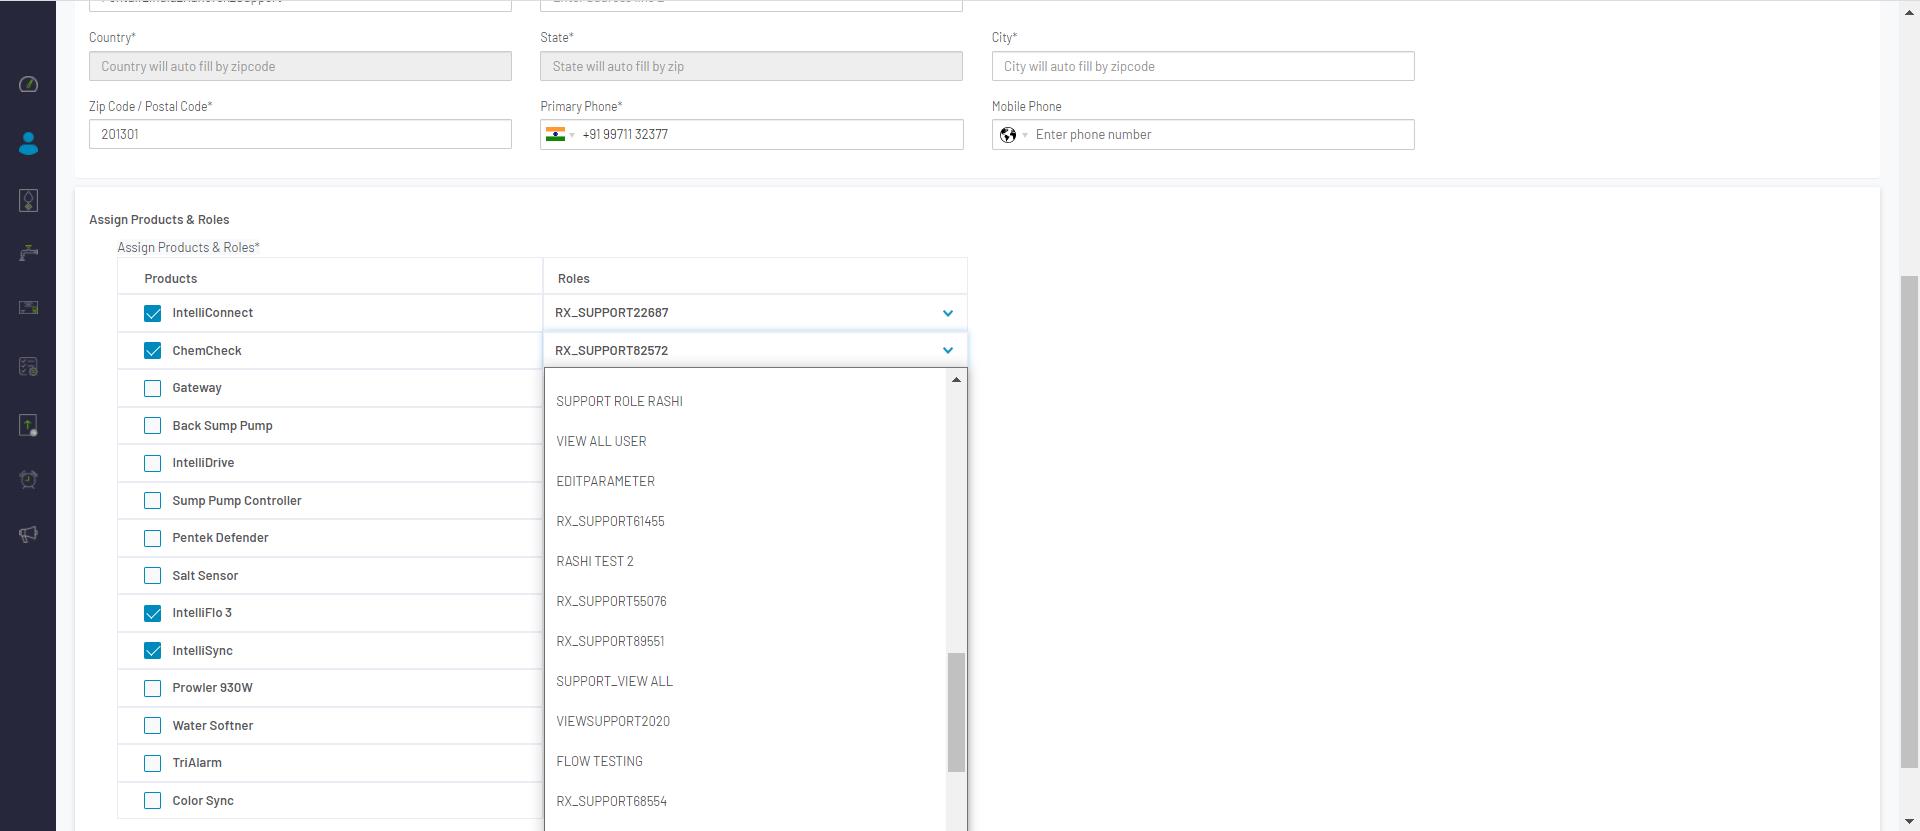 Country*
State*
City*
Country will auto fill by zipcode
State will auto fill by zip
City will auto fill by zipcode
Zip Code / Postal Code*
Primary Phone*
Mobile Phone
201301
+91 99711 32377
Enter phone number
Assign Products & Roles
Assign Products & Roles*
Products
Roles
IntelliConnect
RX_SUPPORT22687
ChemCheck
RX_SUPPORT82572
Gateway
SUPPORT ROLE RASHI
Back Sump Pump
VIEW ALL USER
IntelliDrive
EDITPARAMETER
Sump Pump Controller
RX_SUPPORT61455
Pentek Defender
RASHI TEST 2
Salt Sensor
RX_SUPPORT55076
IntelliFlo 3
RX_SUPPORT89551
IntelliSync
SUPPORT_VIEW ALL
Prowler 930W
VIEWSUPPORT2020
Water Softner
FLOW TESTING
TriAlarm
RX_SUPPORT68554
Color Sync